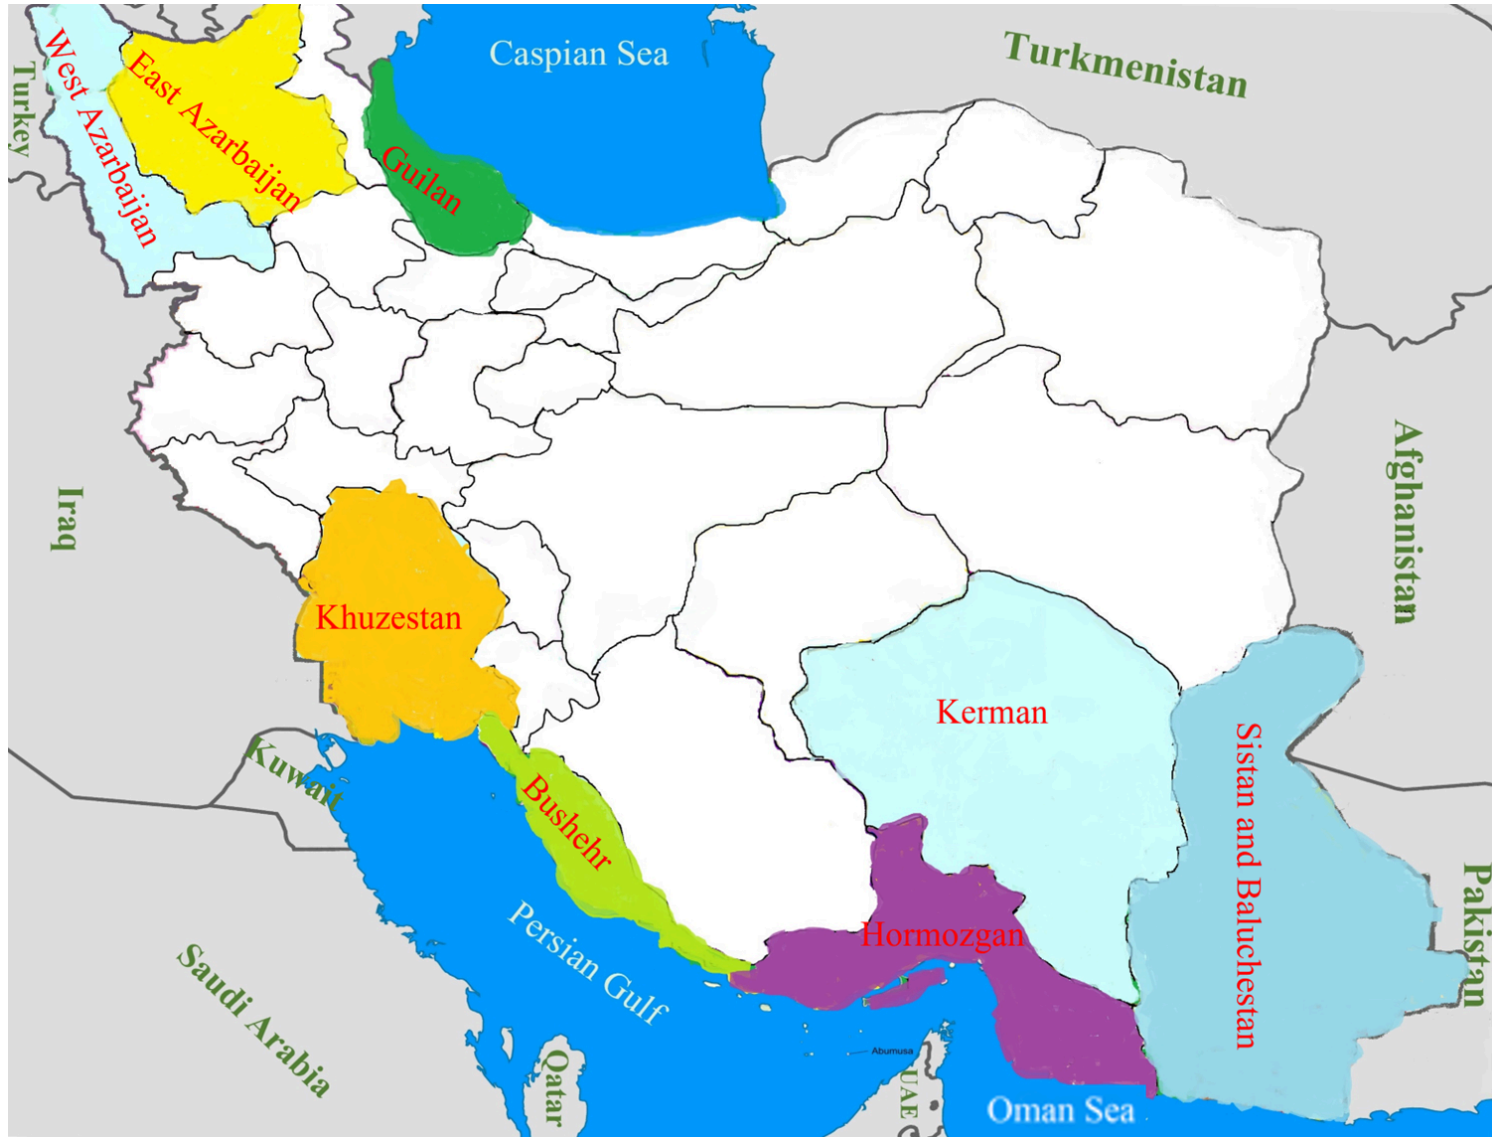 Caspian Sea
Turkmenistan
West Azarbaijan
East Azarbaijan
Turkey
Guilan
Iraq
Afghanistan
Khuzestan
Kerman
Sistan and Baluchestan
Kuwait
Bushehr
Pakistan
Hormozgan
Persian Gulf
Saudi Arabia
Abumusa
Qatar
UAE
Oman Sea